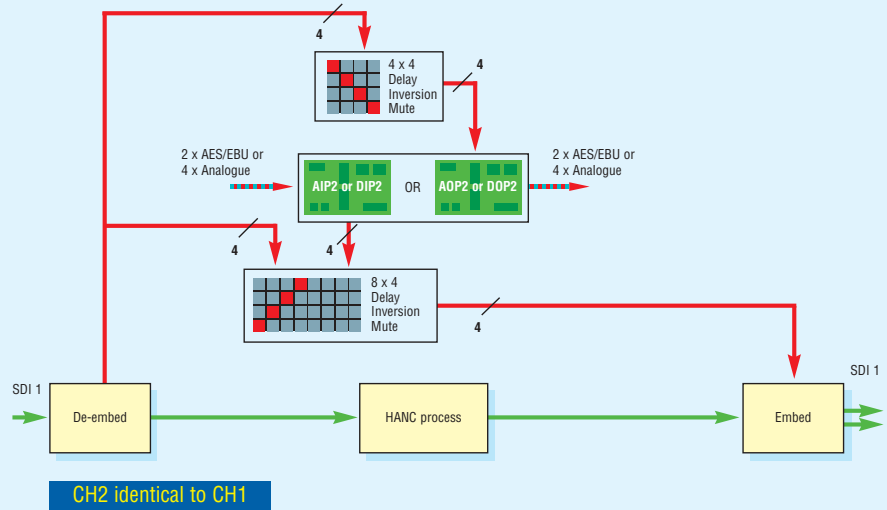 4
4 x 4
Delay
Inversion
Mute
4
2 x AES/EBU or
4 x Analogue
AIP2 or DIP2
OR
AOP2 or DOP2
2 x AES/EBU or
4 x Analogue
4
4
8 x 4
Delay
Inversion
Mute
4
SDI 1
De-embed
HANC process
Embed
SDI 1
CH2 identical to CH1